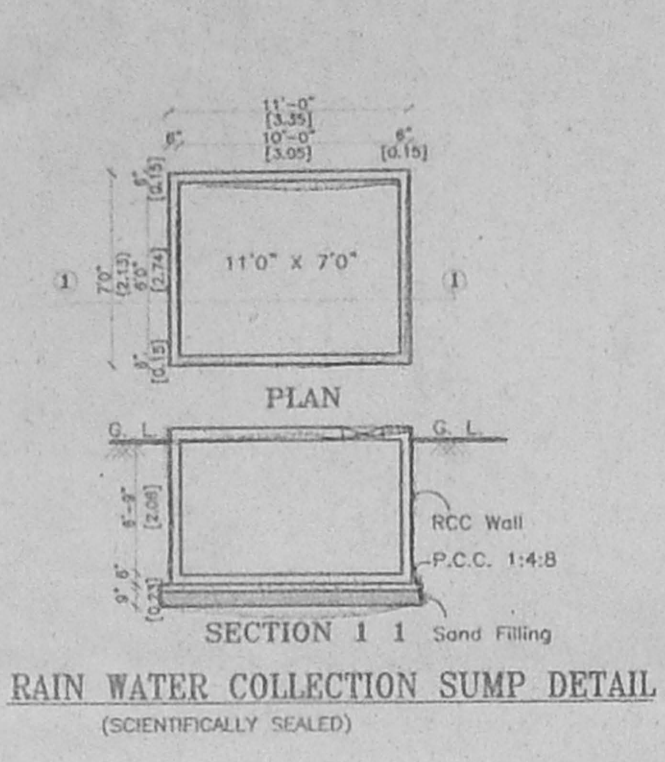 11'-0"
[3.35]
6" 10'-0" 6"
[3.05] [0.15]
6"
[0.15]
7'0"
[2.13]
6'0"
[2.74]
6"
[0.15]
1 11'0" X 7'0" 1
PLAN
G. L. G. L.
6'-9"
[2.06]
RCC Wall
6"
P.C.C. 1:4:8
9"
[0.23]
SECTION 1 1 Sand Filling
RAIN WATER COLLECTION SUMP DETAIL
(SCIENTIFICALLY SEALED)